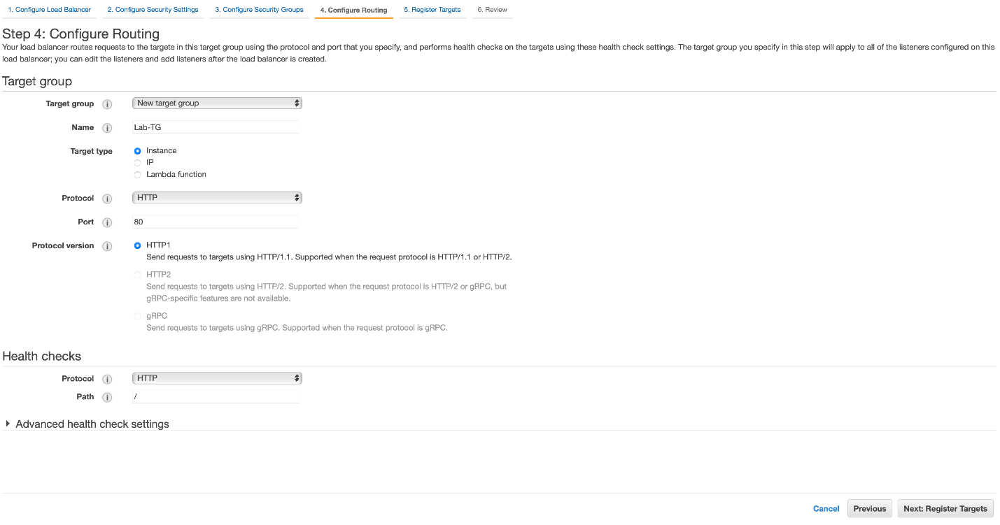 1. Configure Load Balancer 2. Configure Security Settings 3. Configure Security Groups 4. Configure Routing 5. Register Targets 6. Review
Step 4: Configure Routing
Your load balancer routes requests to the targets in this target group using the protocol and port that you specify, and performs health checks on the targets using these health check settings. The target group you specify in this step will apply to all of the listeners configured on this
load balancer; you can edit the listeners and add listeners after the load balancer is created.
Target group
Target group i New target group
Name i Lab-TG
Target type Instance
IP
Lambda function
Protocol i HTTP
Port i 80
Protocol version i HTTP1
Send requests to targets using HTTP/1.1. Supported when the request protocol is HTTP/1.1 or HTTP/2.
HTTP2
Send requests to targets using HTTP/2. Supported when the request protocol is HTTP/2 or gRPC, but
gRPC-specific features are not available.
gRPC
Send requests to targets using gRPC. Supported when the request protocol is gRPC.
Health checks
Protocol i HTTP
Path i /
Advanced health check settings
Cancel Previous Next: Register Targets